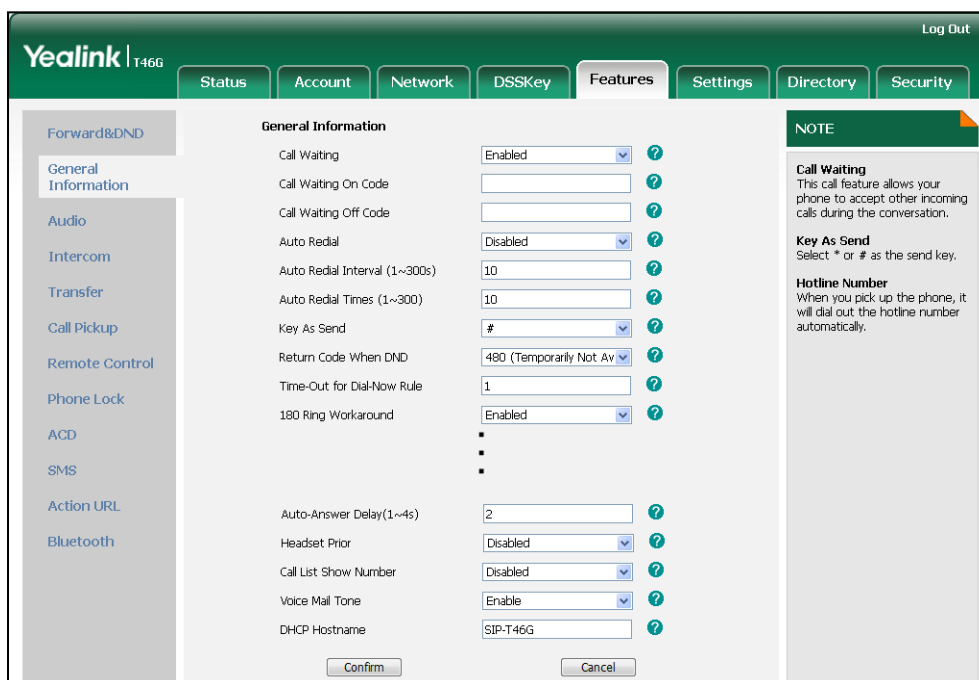 Log Out
Yealink T46G
Status Account Network DSSKey Features Settings Directory Security
Forward&DND
General
Information
Audio
Intercom
Transfer
Call Pickup
Remote Control
Phone Lock
ACD
SMS
Action URL
Bluetooth
General Information
Call Waiting Enabled ?
Call Waiting On Code ?
Call Waiting Off Code ?
Auto Redial Disabled ?
Auto Redial Interval (1~300s) 10 ?
Auto Redial Times (1~300) 10 ?
Key As Send # ?
Return Code When DND 480 (Temporarily Not Av ?
Time-Out for Dial-Now Rule 1 ?
180 Ring Workaround Enabled ?
Auto-Answer Delay(1~4s) 2 ?
Headset Prior Disabled ?
Call List Show Number Disabled ?
Voice Mail Tone Enable ?
DHCP Hostname SIP-T46G ?
Confirm Cancel
NOTE
Call Waiting
This call feature allows your
phone to accept other incoming
calls during the conversation.
Key As Send
Select * or # as the send key.
Hotline Number
When you pick up the phone, it
will dial out the hotline number
automatically.